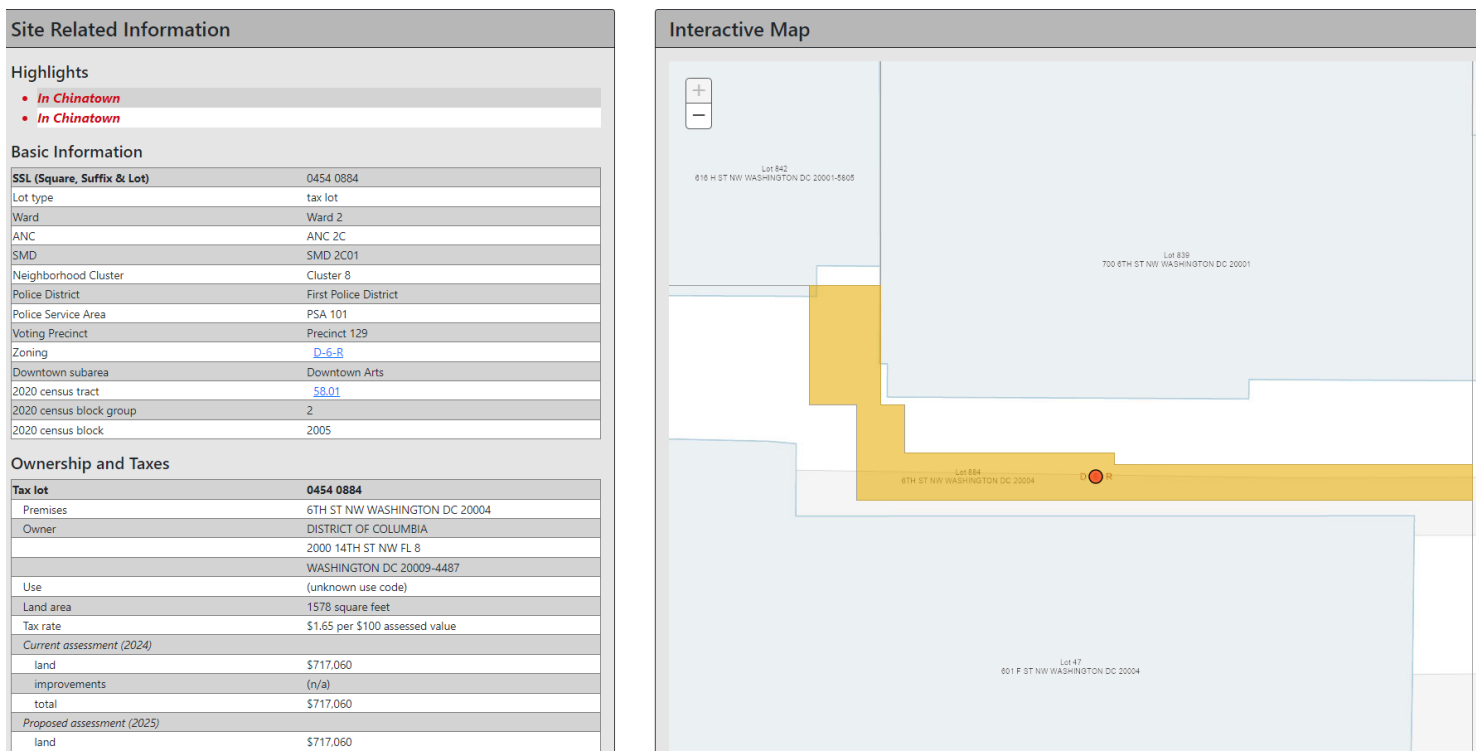 Site Related Information
Highlights
In Chinatown
In Chinatown
Basic Information
SSL (Square, Suffix & Lot) 0454 0884
Lot type tax lot
Ward Ward 2
ANC ANC 2C
SMD SMD 2C01
Neighborhood Cluster Cluster 8
Police District First Police District
Police Service Area PSA 101
Voting Precinct Precinct 129
Zoning D-6-R
Downtown subarea Downtown Arts
2020 census tract 58.01
2020 census block group 2
2020 census block 2005
Ownership and Taxes
Tax lot 0454 0884
Premises 6TH ST NW WASHINGTON DC 20004
Owner DISTRICT OF COLUMBIA
2000 14TH ST NW FL 8
WASHINGTON DC 20009-4487
Use (unknown use code)
Land area 1578 square feet
Tax rate $1.65 per $100 assessed value
Current assessment (2024)
land $717,060
improvements (n/a)
total $717,060
Proposed assessment (2025)
land $717,060
Interactive Map
+
−
Lot 842
616 H ST NW WASHINGTON DC 20001-5805
Lot 839
700 6TH ST NW WASHINGTON DC 20001
Lot 884
6TH ST NW WASHINGTON DC 20004
D R
Lot 47
601 F ST NW WASHINGTON DC 20004